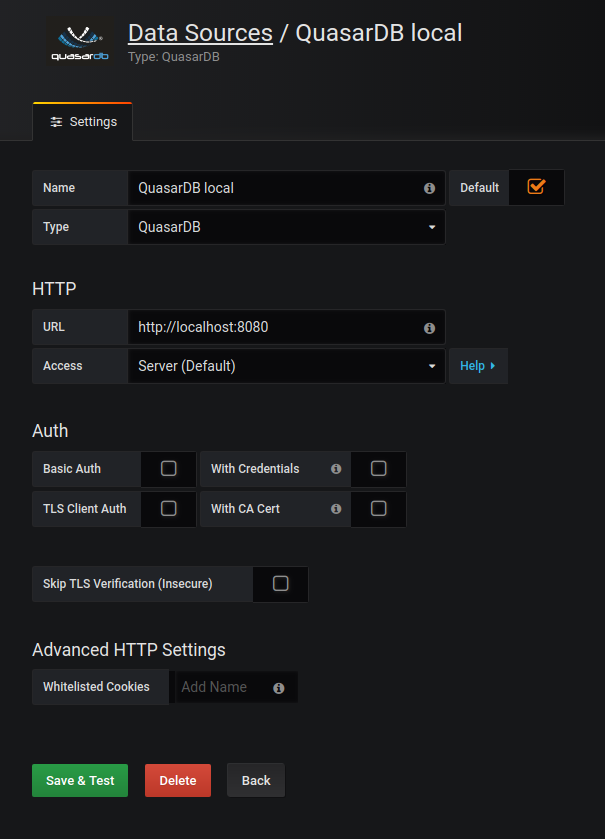 Data Sources / QuasarDB local
quasardb
Type: QuasarDB
Settings
Name QuasarDB local Default
Type QuasarDB
HTTP
URL http://localhost:8080
Access Server (Default) Help
Auth
Basic Auth With Credentials
TLS Client Auth With CA Cert
Skip TLS Verification (Insecure)
Advanced HTTP Settings
Whitelisted Cookies Add Name
Save & Test Delete Back